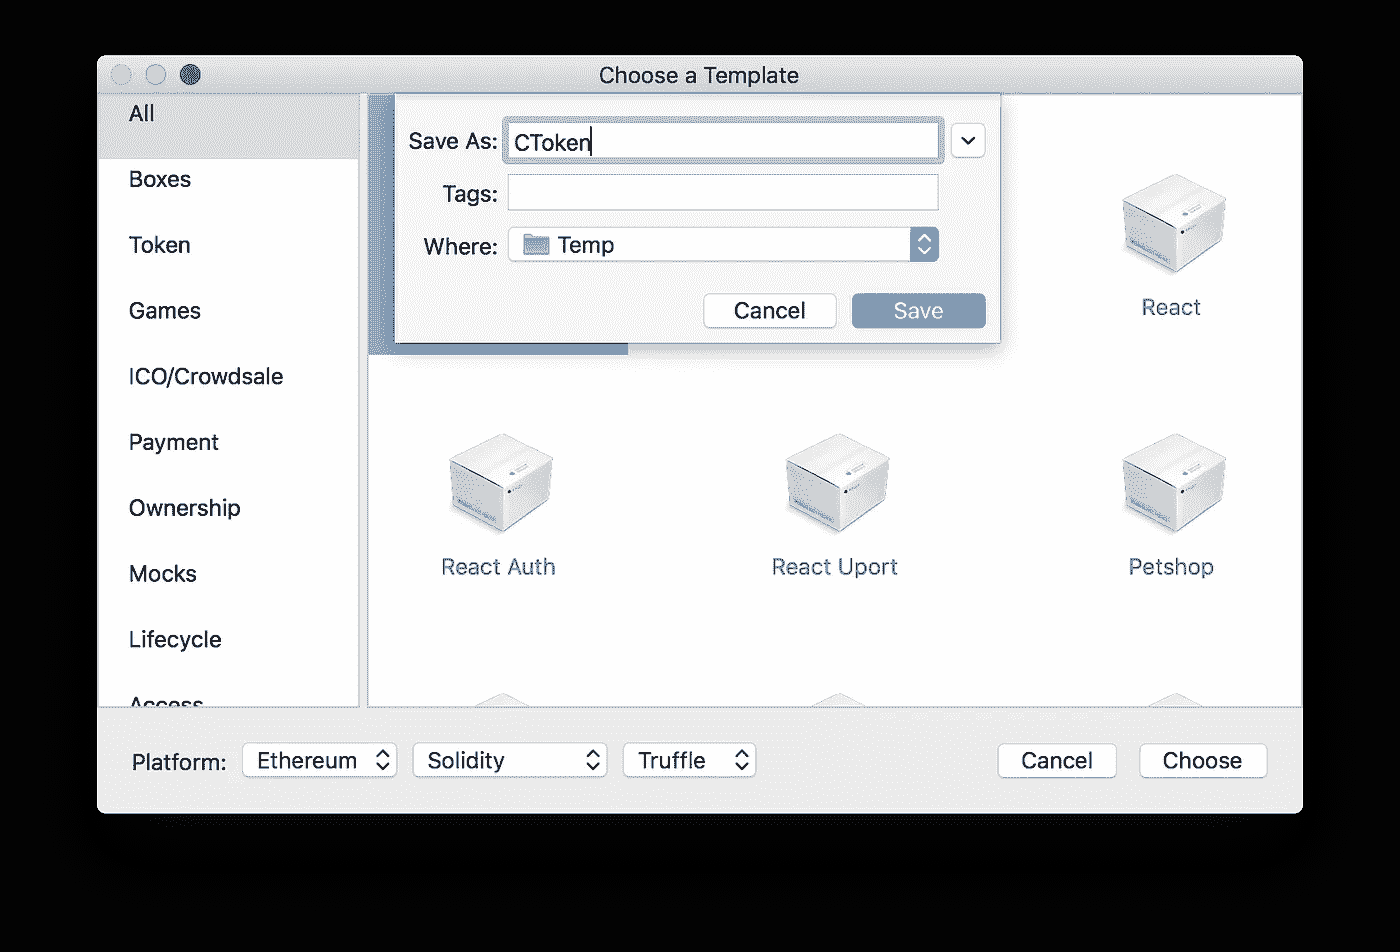 Choose a Template
All
Boxes
Token
Games
ICO/Crowdsale
Payment
Ownership
Mocks
Lifecycle
Access
Save As: CToken
Tags:
Where: Temp
Cancel Save
React
React Auth React Uport Petshop
Platform: Ethereum Solidity Truffle Cancel Choose